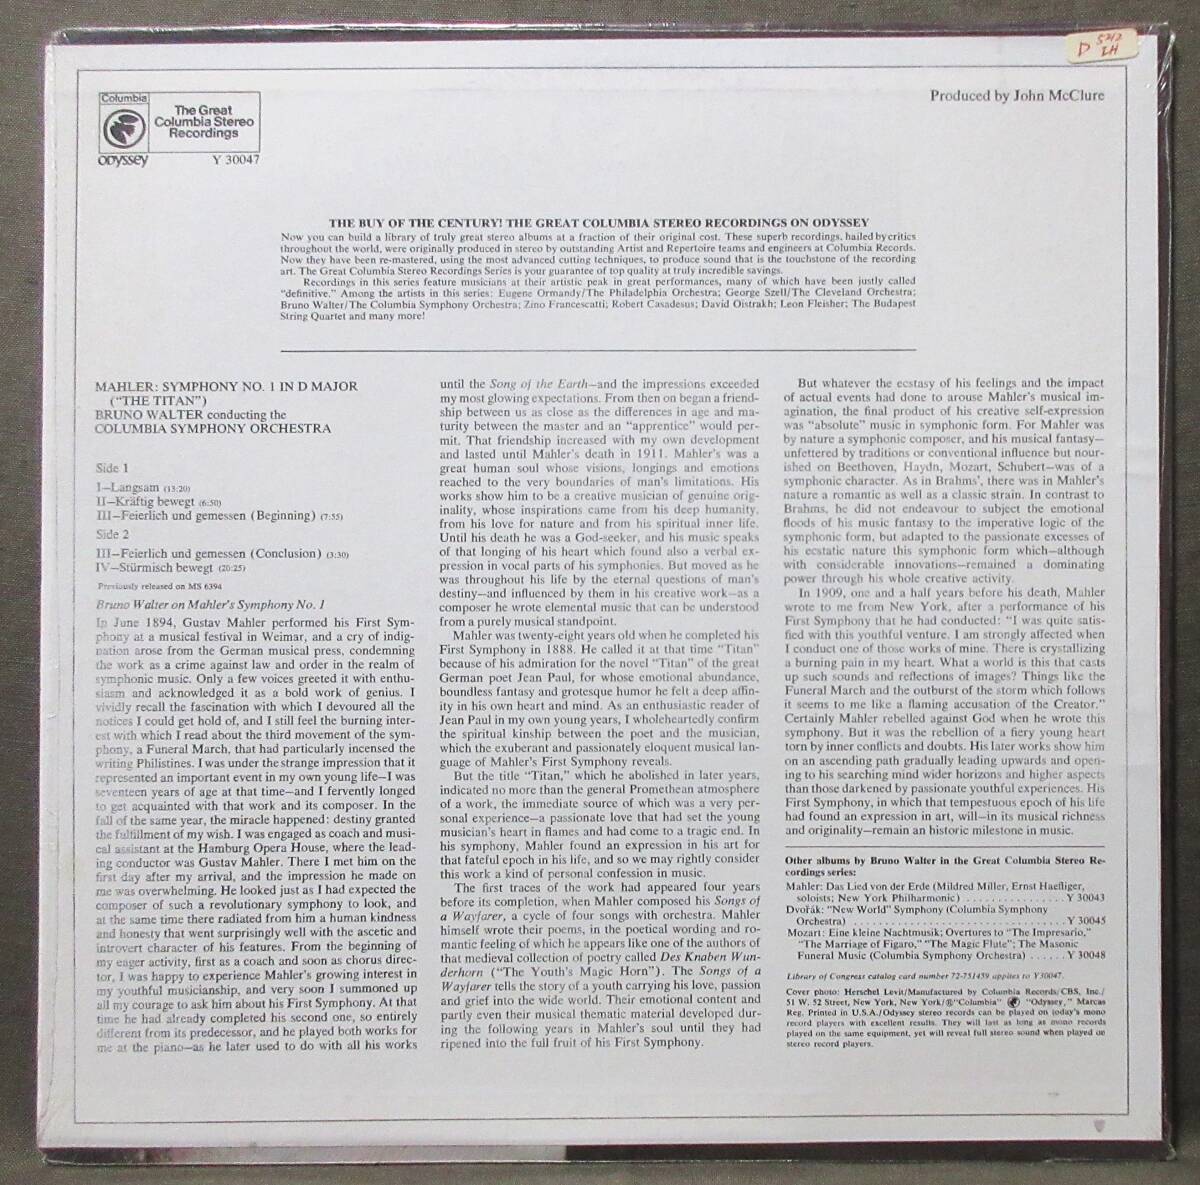 D 5212
LH
Produced by John McClure
Columbia
The Great
Columbia Stereo
Recordings
ODYSSEY Y 30047
THE BUY OF THE CENTURY! THE GREAT COLUMBIA STEREO RECORDINGS ON ODYSSEY
Now you can build a library of truly great stereo albums at a fraction of their original cost. These superb recordings, hailed by critics
throughout the world, were originally produced in stereo by outstanding Artist and Repertoire teams and engineers at Columbia Records.
Now they have been re-mastered, using the most advanced cutting techniques, to produce sound that is the touchstone of the recording
art. The Great Columbia Stereo Recordings Series is your guarantee of top quality at truly incredible savings.
Recordings in this series feature musicians at their artistic peak in great performances, many of which have been justly called
"definitive." Among the artists in this series: Eugene Ormandy/The Philadelphia Orchestra; George Szell/The Cleveland Orchestra;
Bruno Walter/The Columbia Symphony Orchestra; Zino Francescatti; Robert Casadesus; David Oistrakh; Leon Fleisher; The Budapest
String Quartet and many more!
MAHLER: SYMPHONY NO. 1 IN D MAJOR
("THE TITAN")
BRUNO WALTER conducting the
COLUMBIA SYMPHONY ORCHESTRA
Side 1
I—Langsam (13:20)
II—Kräftig bewegt (6:50)
III—Feierlich und gemessen (Beginning) (7:55)
Side 2
III—Feierlich und gemessen (Conclusion) (3:30)
IV—Stürmisch bewegt (20:25)
Previously released on MS 6394
Bruno Walter on Mahler's Symphony No. 1
In June 1894, Gustav Mahler performed his First Sym-
phony at a musical festival in Weimar, and a cry of indig-
nation arose from the German musical press, condemning
the work as a crime against law and order in the realm of
symphonic music. Only a few voices greeted it with enthu-
siasm and acknowledged it as a bold work of genius. I
vividly recall the fascination with which I devoured all the
notices I could get hold of, and I still feel the burning inter-
est with which I read about the third movement of the sym-
phony, a Funeral March, that had particularly incensed the
writing Philistines. I was under the strange impression that it
represented an important event in my own young life—I was
seventeen years of age at that time—and I fervently longed
to get acquainted with that work and its composer. In the
fall of the same year, the miracle happened: destiny granted
the fulfillment of my wish. I was engaged as coach and musi-
cal assistant at the Hamburg Opera House, where the lead-
ing conductor was Gustav Mahler. There I met him on the
first day after my arrival, and the impression he made on
me was overwhelming. He looked just as I had expected the
composer of such a revolutionary symphony to look, and
at the same time there radiated from him a human kindness
and honesty that went surprisingly well with the ascetic and
introvert character of his features. From the beginning of
my eager activity, first as a coach and soon as chorus direc-
tor, I was happy to experience Mahler's growing interest in
my youthful musicianship, and very soon I summoned up
all my courage to ask him about his First Symphony. At that
time he had already completed his second one, so entirely
different from its predecessor, and he played both works for
me at the piano—as he later used to do with all his works
until the Song of the Earth—and the impressions exceeded
my most glowing expectations. From then on began a friend-
ship between us as close as the differences in age and ma-
turity between the master and an "apprentice" would per-
mit. That friendship increased with my own development
and lasted until Mahler's death in 1911. Mahler's was a
great human soul whose visions, longings and emotions
reached to the very boundaries of man's limitations. His
works show him to be a creative musician of genuine orig-
inality, whose inspirations came from his deep humanity,
from his love for nature and from his spiritual inner life.
Until his death he was a God-seeker, and his music speaks
of that longing of his heart which found also a verbal ex-
pression in vocal parts of his symphonies. But moved as he
was throughout his life by the eternal questions of man's
destiny—and influenced by them in his creative work—as a
composer he wrote elemental music that can be understood
from a purely musical standpoint.
Mahler was twenty-eight years old when he completed his
First Symphony in 1888. He called it at that time "Titan"
because of his admiration for the novel "Titan" of the great
German poet Jean Paul, for whose emotional abundance,
boundless fantasy and grotesque humor he felt a deep affin-
ity in his own heart and mind. As an enthusiastic reader of
Jean Paul in my own young years, I wholeheartedly confirm
the spiritual kinship between the poet and the musician,
which the exuberant and passionately eloquent musical lan-
guage of Mahler's First Symphony reveals.
But the title "Titan," which he abolished in later years,
indicated no more than the general Promethean atmosphere
of a work, the immediate source of which was a very per-
sonal experience—a passionate love that had set the young
musician's heart in flames and had come to a tragic end. In
his symphony, Mahler found an expression in his art for
that fateful epoch in his life, and so we may rightly consider
this work a kind of personal confession in music.
The first traces of the work had appeared four years
before its completion, when Mahler composed his Songs of
a Wayfarer, a cycle of four songs with orchestra. Mahler
himself wrote their poems, in the poetical wording and ro-
mantic feeling of which he appears like one of the authors of
that medieval collection of poetry called Des Knaben Wun-
derhorn ("The Youth's Magic Horn"). The Songs of a
Wayfarer tells the story of a youth carrying his love, passion
and grief into the wide world. Their emotional content and
partly even their musical thematic material developed dur-
ing the following years in Mahler's soul until they had
ripened into the full fruit of his First Symphony.
But whatever the ecstasy of his feelings and the impact
of actual events had done to arouse Mahler's musical im-
agination, the final product of his creative self-expression
was "absolute" music in symphonic form. For Mahler was
by nature a symphonic composer, and his musical fantasy—
unfettered by traditions or conventional influence but nour-
ished on Beethoven, Haydn, Mozart, Schubert—was of a
symphonic character. As in Brahms', there was in Mahler's
nature a romantic as well as a classic strain. In contrast to
Brahms, he did not endeavour to subject the emotional
floods of his music fantasy to the imperative logic of the
symphonic form, but adapted to the passionate excesses of
his ecstatic nature this symphonic form which—although
with considerable innovations—remained a dominating
power through his whole creative activity.
In 1909, one and a half years before his death, Mahler
wrote to me from New York, after a performance of his
First Symphony that he had conducted: "I was quite satis-
fied with this youthful venture. I am strongly affected when
I conduct one of those works of mine. There is crystallizing
a burning pain in my heart. What a world is this that casts
up such sounds and reflections of images? Things like the
Funeral March and the outburst of the storm which follows
it seems to me like a flaming accusation of the Creator."
Certainly Mahler rebelled against God when he wrote this
symphony. But it was the rebellion of a fiery young heart
torn by inner conflicts and doubts. His later works show him
on an ascending path gradually leading upwards and open-
ing to his searching mind wider horizons and higher aspects
than those darkened by passionate youthful experiences. His
First Symphony, in which that tempestuous epoch of his life
had found an expression in art, will—in its musical richness
and originality—remain an historic milestone in music.
Other albums by Bruno Walter in the Great Columbia Stereo Re-
cordings series:
Mahler: Das Lied von der Erde (Mildred Miller, Ernst Haefliger,
soloists; New York Philharmonic) . . . . . . . . . . . . . . . . Y 30043
Dvořák: "New World" Symphony (Columbia Symphony
Orchestra) . . . . . . . . . . . . . . . . . . . . . . . . . . . . . . . Y 30045
Mozart: Eine kleine Nachtmusik; Overtures to "The Impresario,"
"The Marriage of Figaro," "The Magic Flute"; The Masonic
Funeral Music (Columbia Symphony Orchestra) . . . . . . Y 30048
Library of Congress catalog card number 72-751459 applies to Y30047.
Cover photo: Herschel Levit/Manufactured by Columbia Records/CBS, Inc./
51 W. 52 Street, New York, New York/®"Columbia" "Odyssey," Marcas
Reg. Printed in U.S.A./Odyssey stereo records can be played on today's mono
record players with excellent results. They will last as long as mono records
played on the same equipment, yet will reveal full stereo sound when played on
stereo record players.